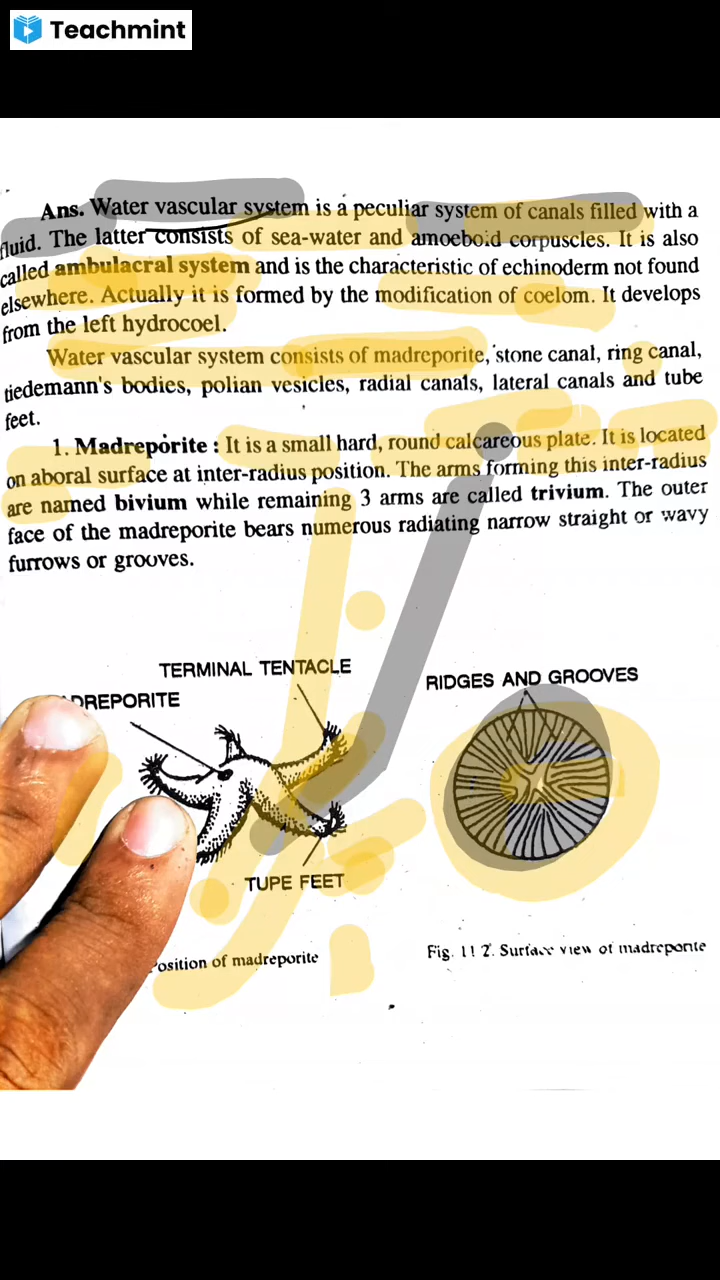 Teachmint
Ans. Water vascular system is a peculiar system of canals filled with a
fluid. The latter consists of sea-water and amoeboid corpuscles. It is also
called ambulacral system and is the characteristic of echinoderm not found
elsewhere. Actually it is formed by the modification of coelom. It develops
from the left hydrocoel.
Water vascular system consists of madreporite, stone canal, ring canal,
tiedemann's bodies, polian vesicles, radial canals, lateral canals and tube
feet.
1. Madreporite : It is a small hard, round calcareous plate. It is located
on aboral surface at inter-radius position. The arms forming this inter-radius
are named bivium while remaining 3 arms are called trivium. The outer
face of the madreporite bears numerous radiating narrow straight or wavy
furrows or grooves.
TERMINAL TENTACLE
DREPORITE
RIDGES AND GROOVES
TUPE FEET
osition of madreporite
Fig. 11 2. Surface view of madreporite